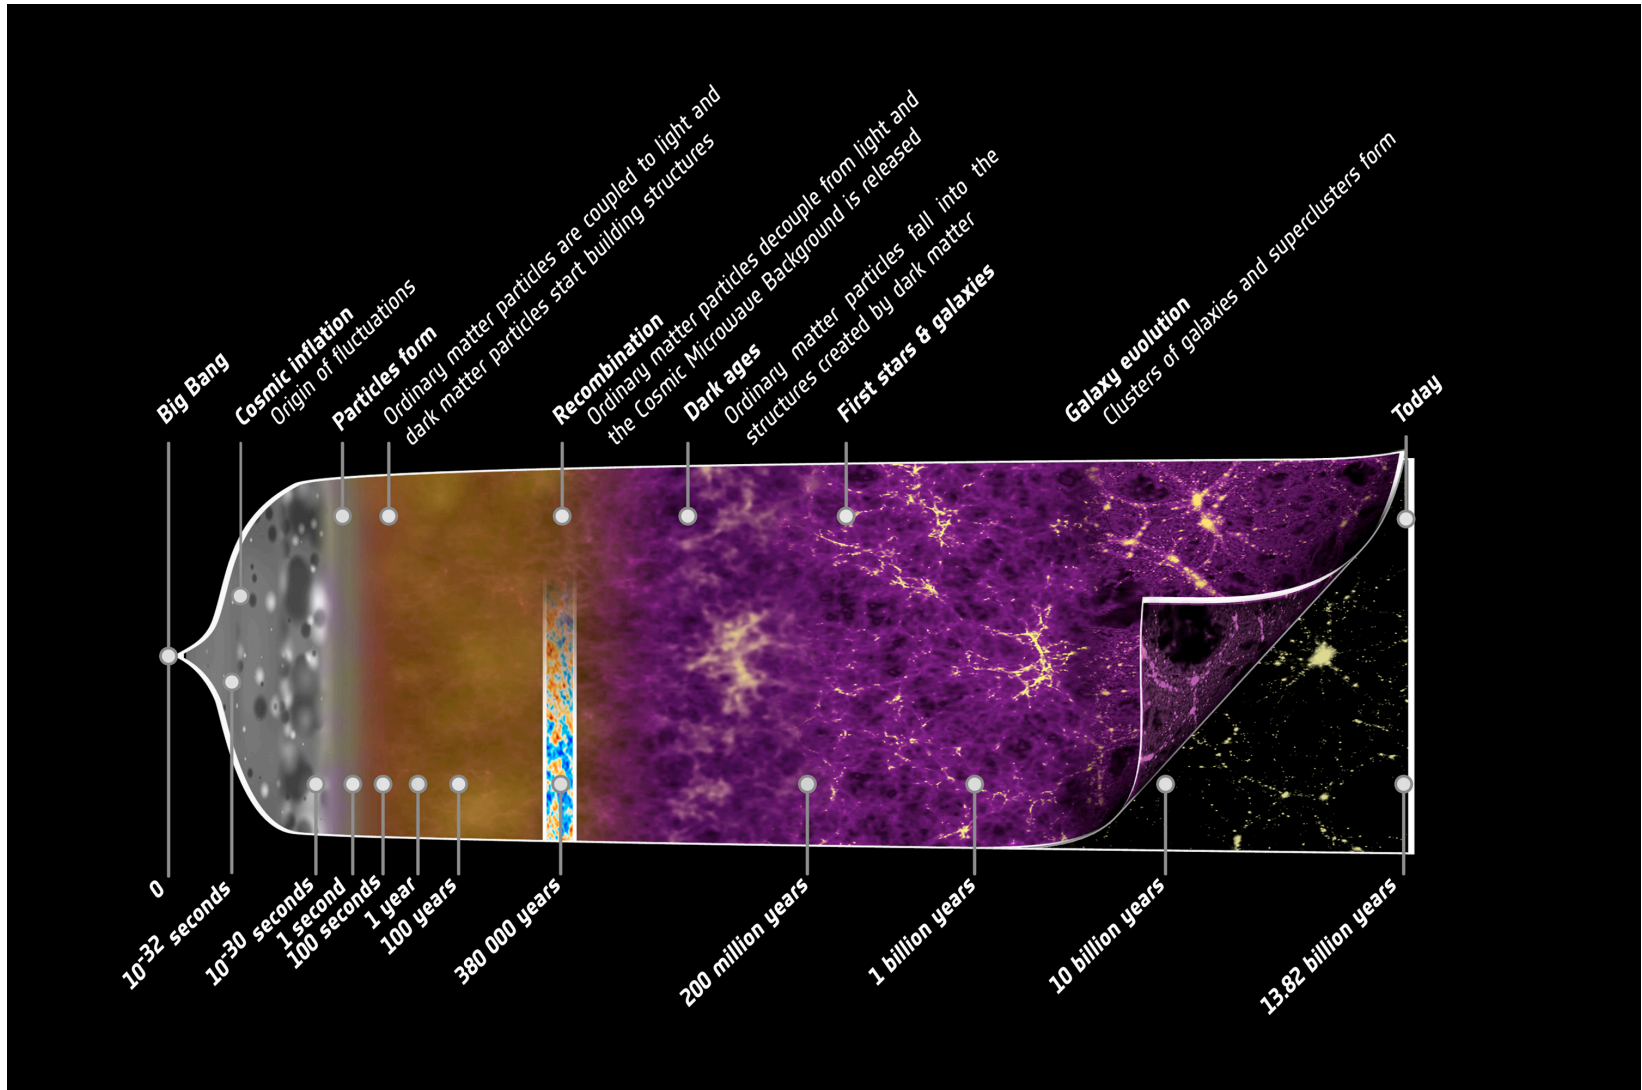 Big Bang
Cosmic inflation
Origin of fluctuations
Particles form
Ordinary matter particles are coupled to light and
dark matter particles start building structures
Recombination
Ordinary matter particles decouple from light and
the Cosmic Microwave Background is released
Dark ages
Ordinary matter particles fall into the
structures created by dark matter
First stars & galaxies
Galaxy evolution
Clusters of galaxies and superclusters form
Today
0
10-32 seconds
10-30 seconds
1 second
100 seconds
1 year
100 years
380 000 years
200 million years
1 billion years
10 billion years
13.82 billion years